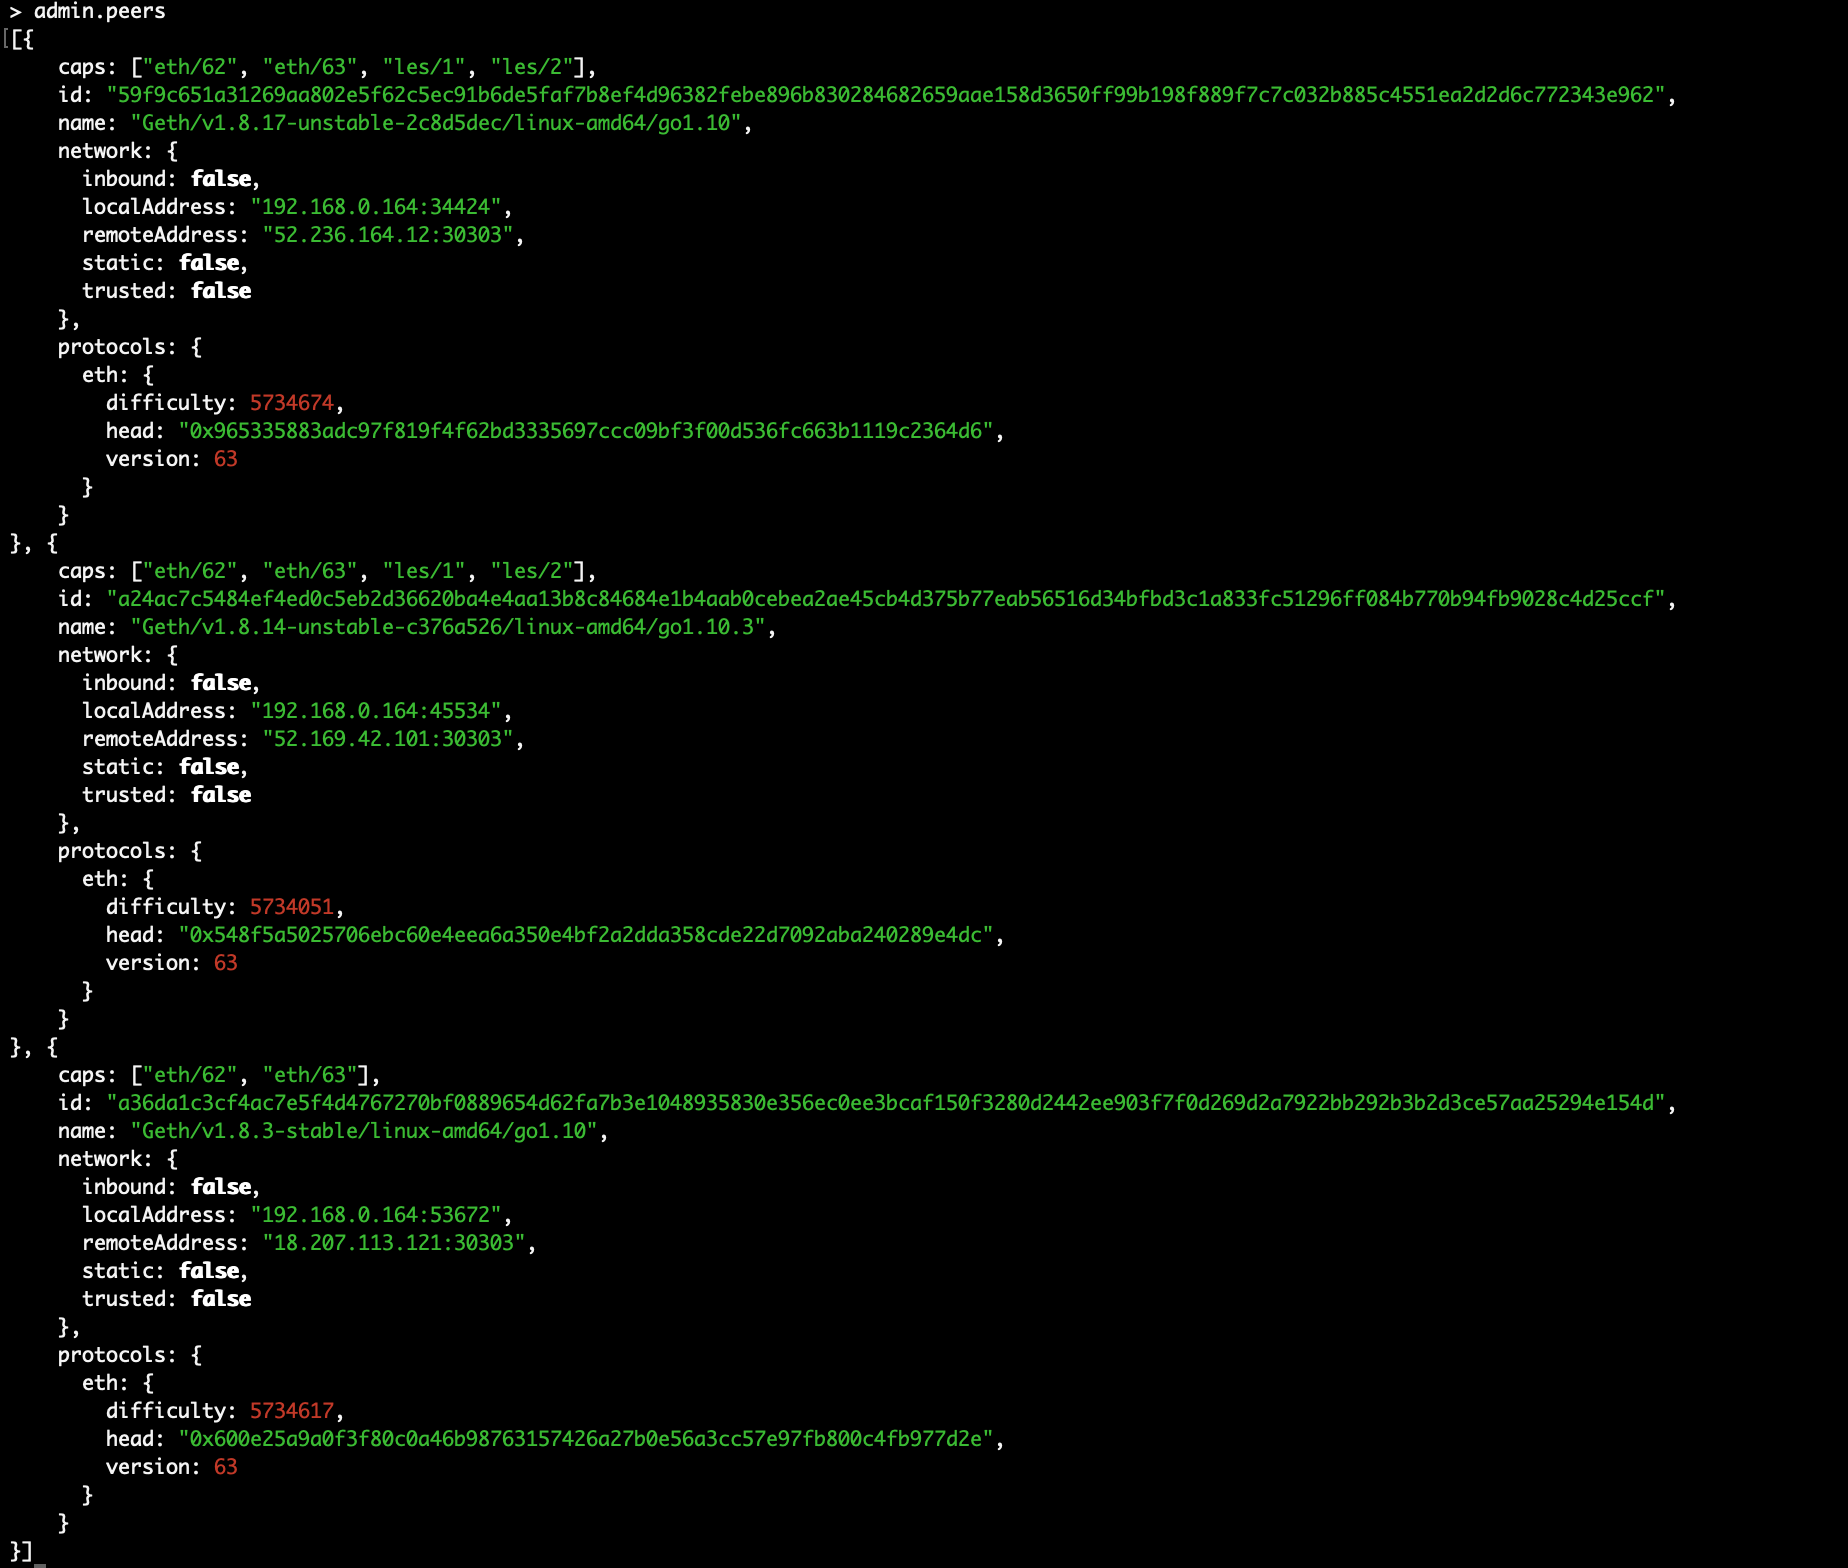 > admin.peers
[[{
    caps: ["eth/62", "eth/63", "les/1", "les/2"],
    id: "59f9c651a31269aa802e5f62c5ec91b6de5faf7b8ef4d96382febe896b830284682659aae158d3650ff99b198f889f7c7c032b885c4551ea2d2d6c772343e962",
    name: "Geth/v1.8.17-unstable-2c8d5dec/linux-amd64/go1.10",
    network: {
      inbound: false,
      localAddress: "192.168.0.164:34424",
      remoteAddress: "52.236.164.12:30303",
      static: false,
      trusted: false
    },
    protocols: {
      eth: {
        difficulty: 5734674,
        head: "0x965335883adc97f819f4f62bd3335697ccc09bf3f00d536fc663b1119c2364d6",
        version: 63
      }
    }
}, {
    caps: ["eth/62", "eth/63", "les/1", "les/2"],
    id: "a24ac7c5484ef4ed0c5eb2d36620ba4e4aa13b8c84684e1b4aab0cebea2ae45cb4d375b77eab56516d34bfbd3c1a833fc51296ff084b770b94fb9028c4d25ccf",
    name: "Geth/v1.8.14-unstable-c376a526/linux-amd64/go1.10.3",
    network: {
      inbound: false,
      localAddress: "192.168.0.164:45534",
      remoteAddress: "52.169.42.101:30303",
      static: false,
      trusted: false
    },
    protocols: {
      eth: {
        difficulty: 5734051,
        head: "0x548f5a5025706ebc60e4eea6a350e4bf2a2dda358cde22d7092aba240289e4dc",
        version: 63
      }
    }
}, {
    caps: ["eth/62", "eth/63"],
    id: "a36da1c3cf4ac7e5f4d4767270bf0889654d62fa7b3e1048935830e356ec0ee3bcaf150f3280d2442ee903f7f0d269d2a7922bb292b3b2d3ce57aa25294e154d",
    name: "Geth/v1.8.3-stable/linux-amd64/go1.10",
    network: {
      inbound: false,
      localAddress: "192.168.0.164:53672",
      remoteAddress: "18.207.113.121:30303",
      static: false,
      trusted: false
    },
    protocols: {
      eth: {
        difficulty: 5734617,
        head: "0x600e25a9a0f3f80c0a46b98763157426a27b0e56a3cc57e97fb800c4fb977d2e",
        version: 63
      }
    }
}]